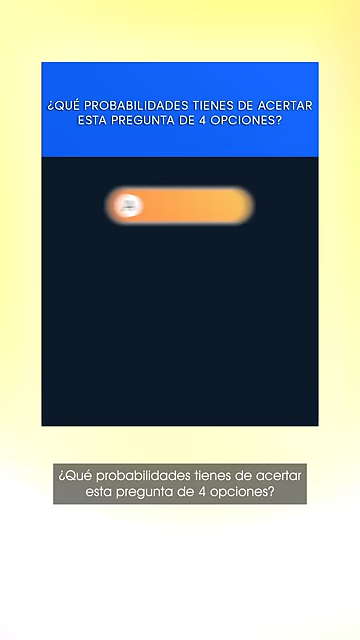 ¿QUÉ PROBABILIDADES TIENES DE ACERTAR
ESTA PREGUNTA DE 4 OPCIONES?
¿Qué probabilidades tienes de acertar
esta pregunta de 4 opciones?